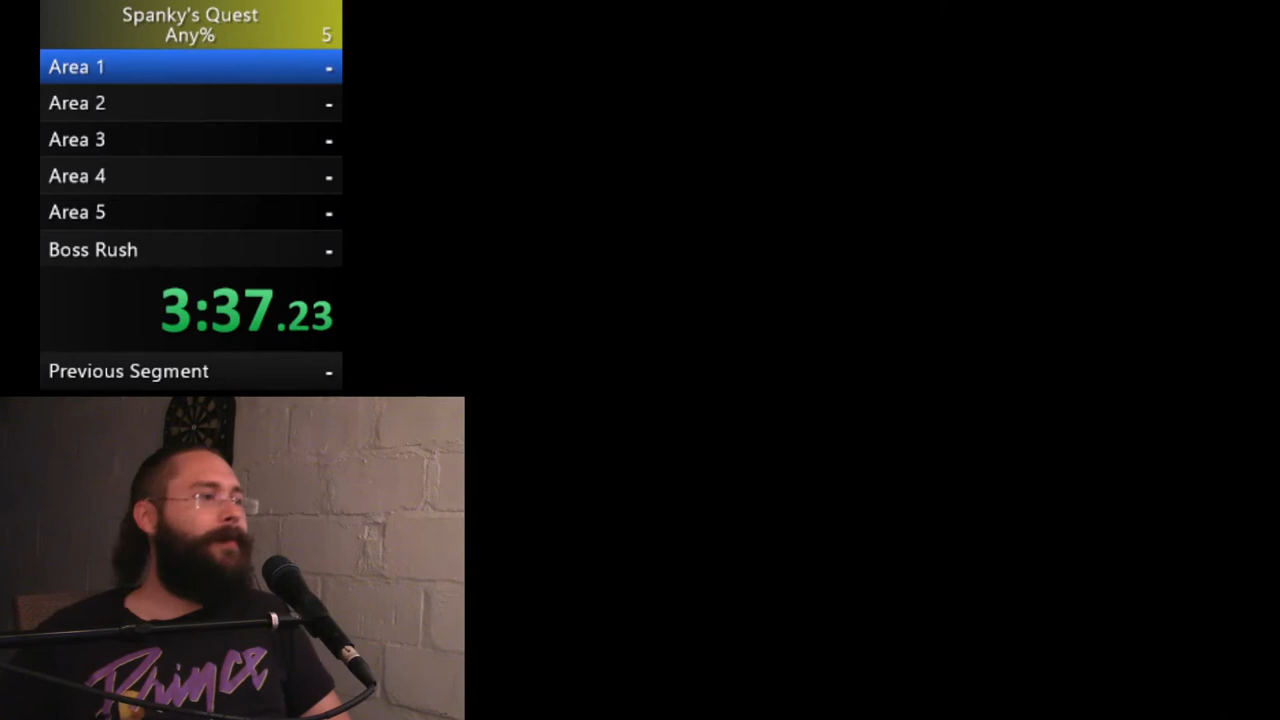 Spanky's Quest
Any% 5
Area 1 -
Area 2 -
Area 3 -
Area 4 -
Area 5 -
Boss Rush -
3:37.23
Previous Segment -
Prince